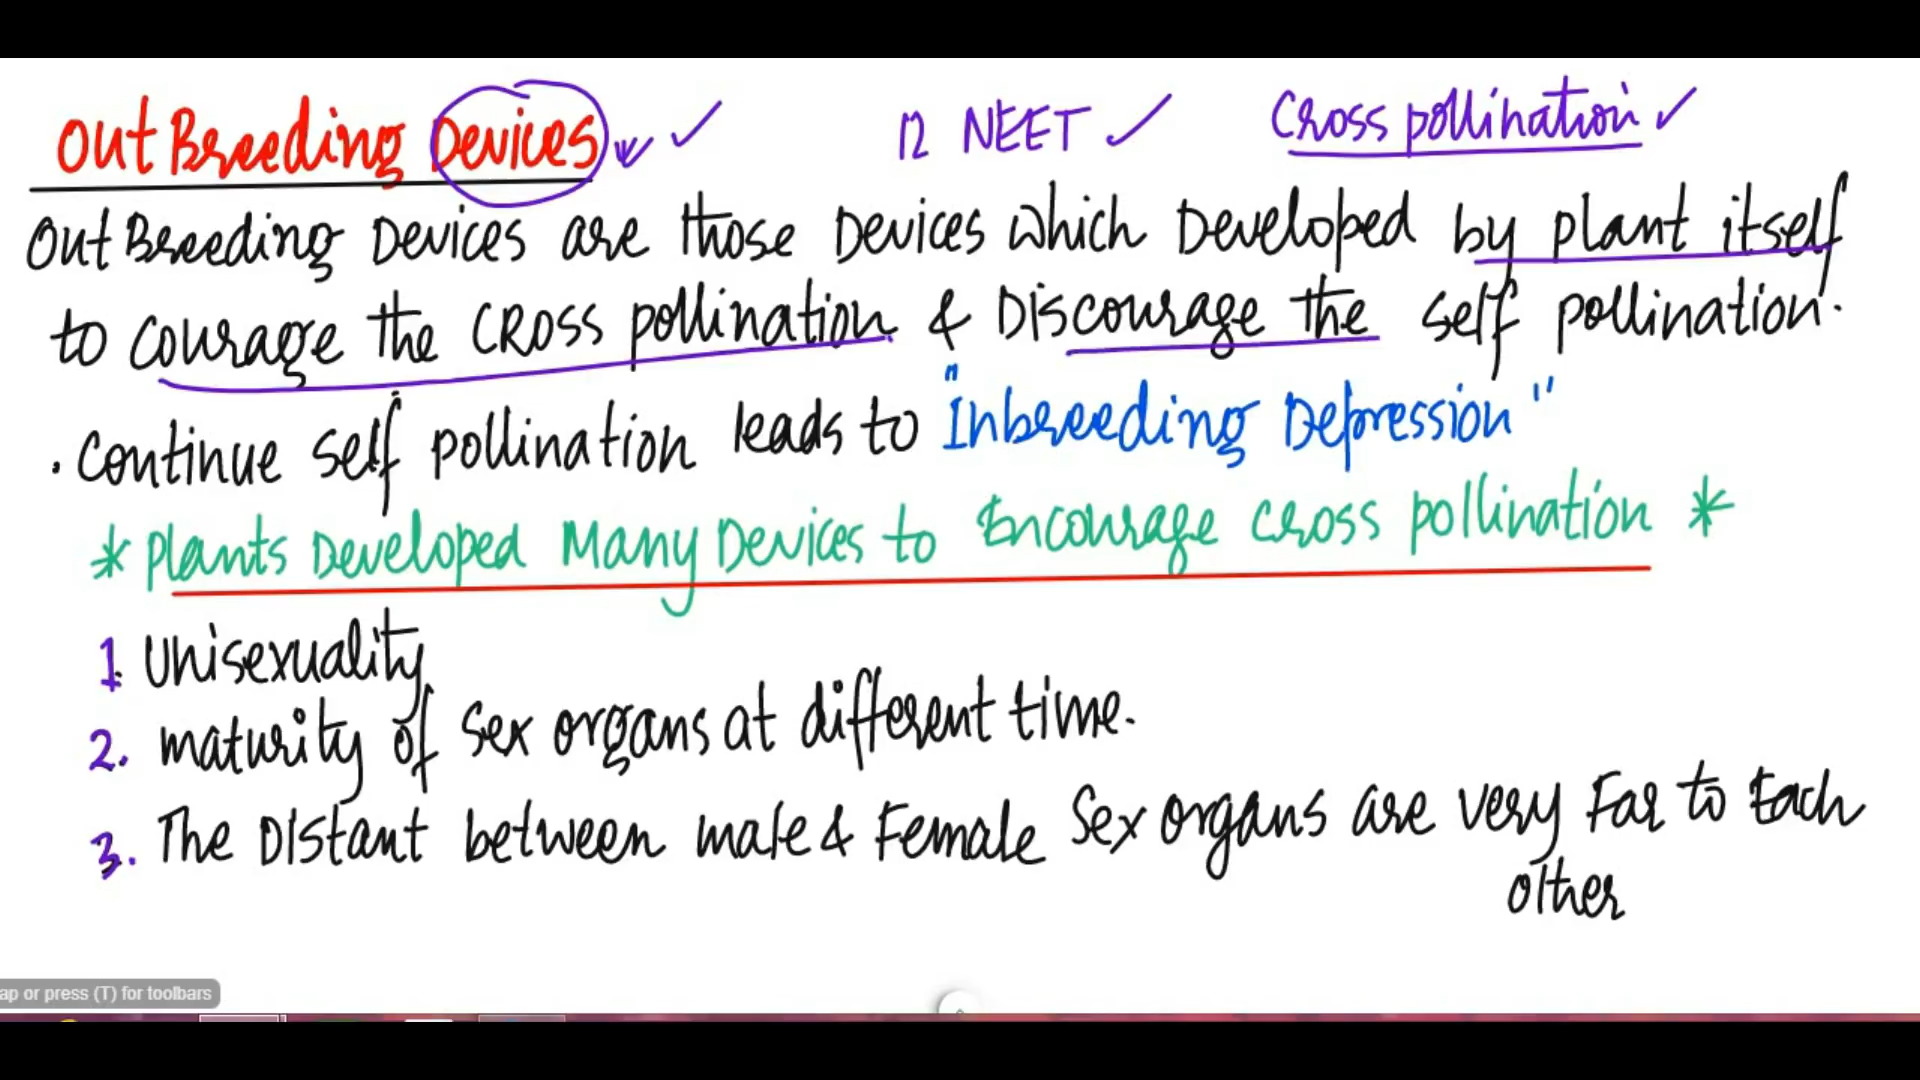 Out Breeding Devices 12 NEET Cross pollination
Out Breeding Devices are those Devices which Developed by plant itself
to courage the CROSS pollination & Discourage the self pollination.
. Continue self pollination leads to "Inbreeding Depression"
* Plants Developed Many Devices to Encourage Cross pollination *
1. Unisexuality
2. maturity of sex organs at different time.
3. The Distant between male & Female Sex organs are very Far to Each
other
ap or press (T) for toolbars